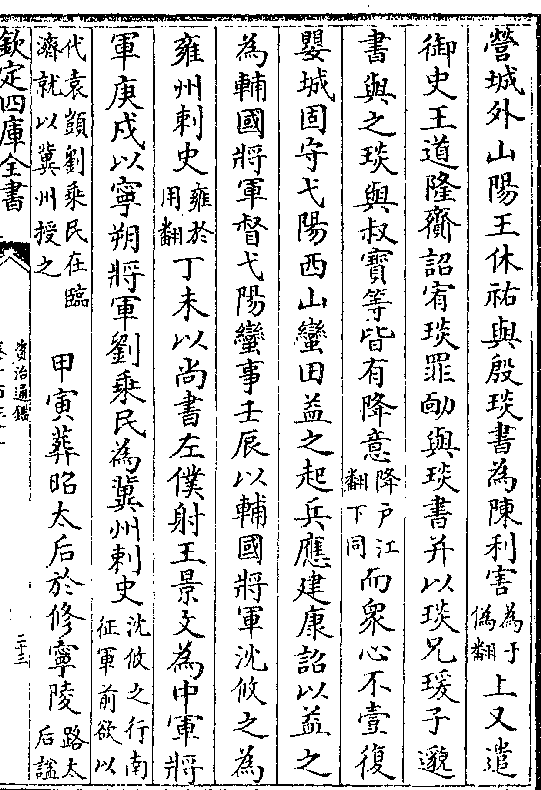 營城外山陽王休祐與殷琰書為陳利害為于偽翻上又遣
御史王道隆齎詔宥琰罪勔與琰書并以琰兄瑗子邈
書與之琰與叔寶等皆有降意降戶江翻下同而衆心不壹復
嬰城固守弋陽西山蠻田益之起兵應建康詔以益之
為輔國將軍督弋陽蠻事壬辰以輔國將軍沈攸之為
雍州刺史雍於用翻丁未以尚書左僕射王景文為中軍將
軍庚戌以寧朔將軍劉乘民為冀州刺史沈攸之行南征軍前欲以
代袁顗劉乘民在臨濟就以冀州授之甲寅葬昭太后於修寧陵路太后謚
欽定四庫全書
資治通鑑
二十三